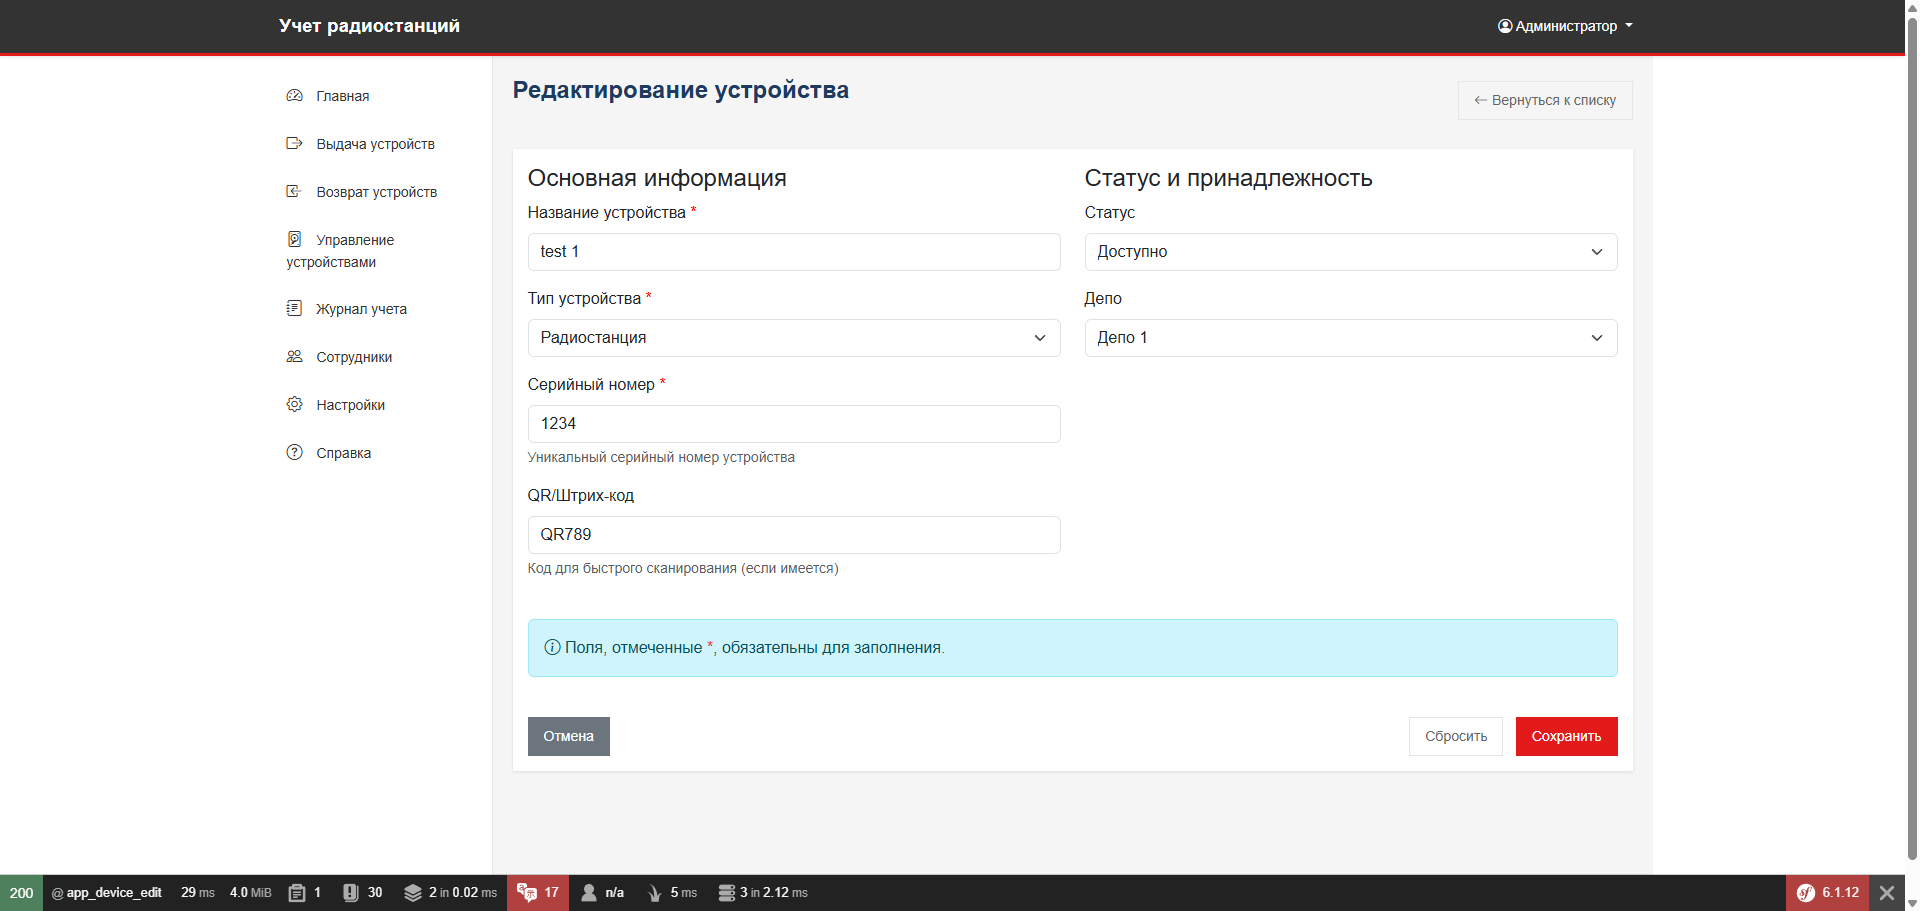 Учет радиостанций
Администратор
Главная
Выдача устройств
Возврат устройств
Управление
устройствами
Журнал учета
Сотрудники
Настройки
Справка
Редактирование устройства
← Вернуться к списку
Основная информация
Название устройства *
test 1
Тип устройства *
Радиостанция
Серийный номер *
1234
Уникальный серийный номер устройства
QR/Штрих-код
QR789
Код для быстрого сканирования (если имеется)
Статус и принадлежность
Статус
Доступно
Депо
Депо 1
Поля, отмеченные *, обязательны для заполнения.
Отмена
Сбросить
Сохранить
200 @ app_device_edit 29 ms 4.0 MiB 1 30 2 in 0.02 ms 17 n/a 5 ms 3 in 2.12 ms 6.1.12